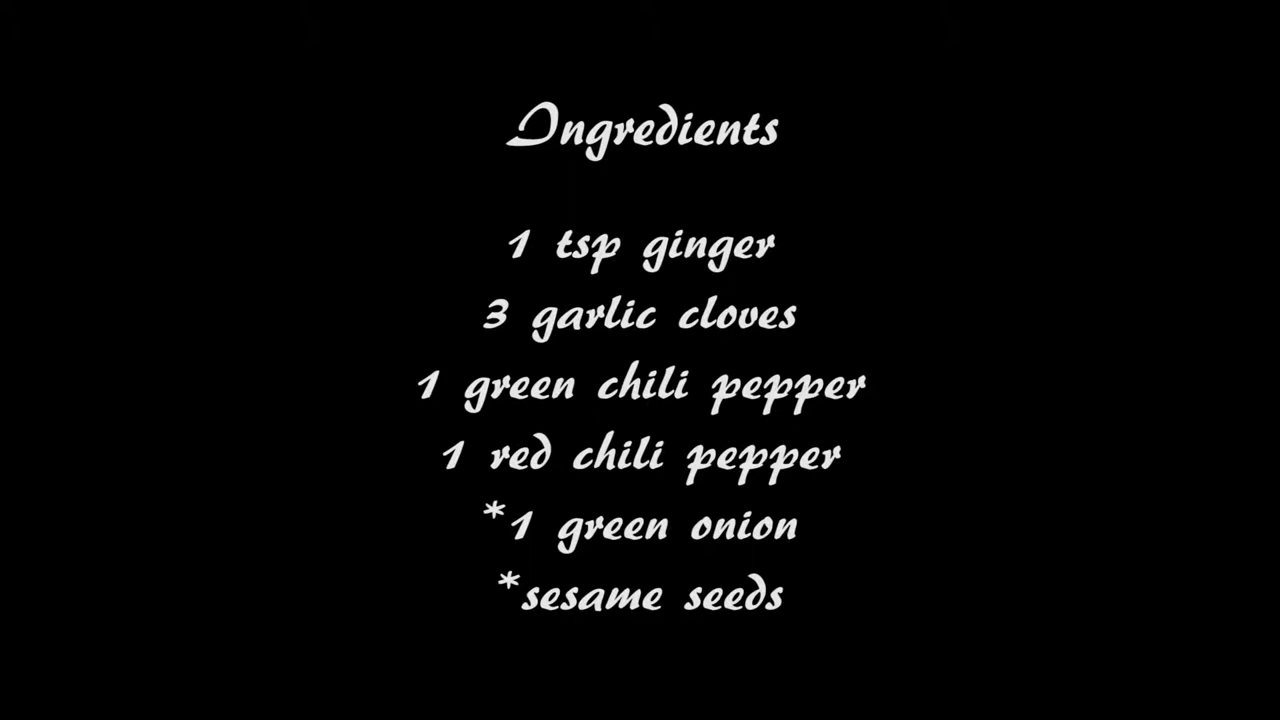 Ingredients
1 tsp ginger
3 garlic cloves
1 green chili pepper
1 red chili pepper
*1 green onion
*sesame seeds